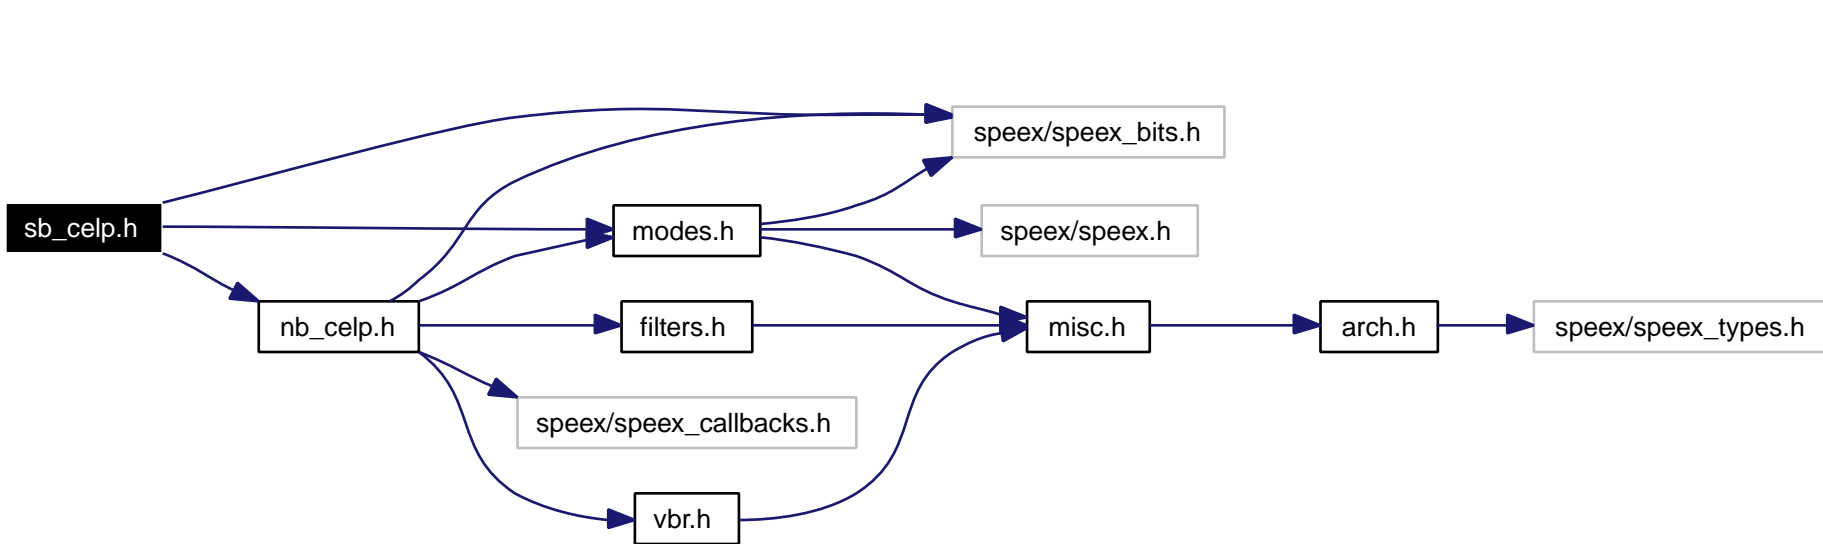 speex/speex_bits.h
sb_celp.h
modes.h
speex/speex.h
nb_celp.h
filters.h
misc.h
arch.h
speex/speex_types.h
speex/speex_callbacks.h
vbr.h